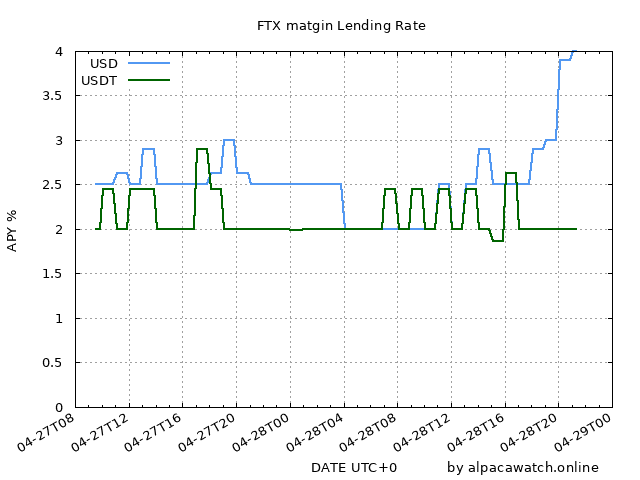 FTX matgin Lending Rate
USD
USDT
4
3.5
3
2.5
2
1.5
1
0.5
0
APY %
04-27T08
04-27T12
04-27T16
04-27T20
04-28T00
04-28T04
04-28T08
04-28T12
04-28T16
04-28T20
04-29T00
DATE UTC+0
by alpacawatch.online